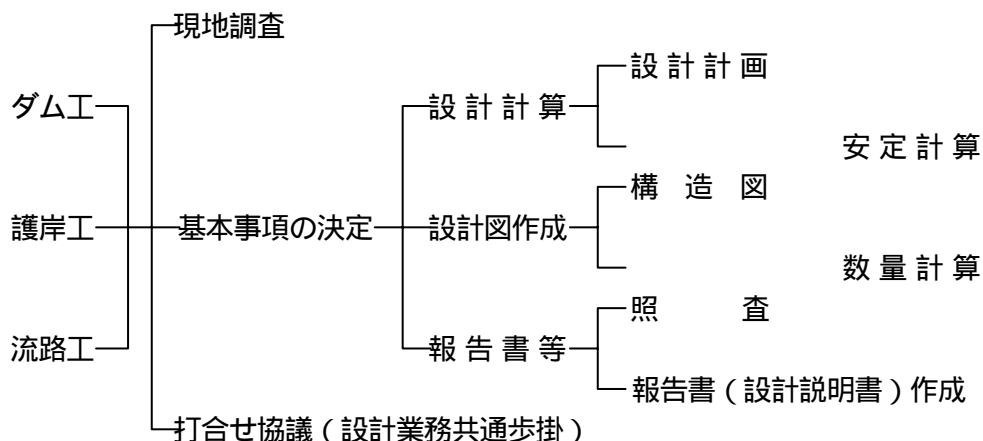 現地調査
設計計画
ダム工
設計計算
安定計算
構造図
護岸工
基本事項の決定
設計図作成
数量計算
照査
流路工
報告書等
報告書(設計説明書)作成
打合せ協議(設計業務共通歩掛)